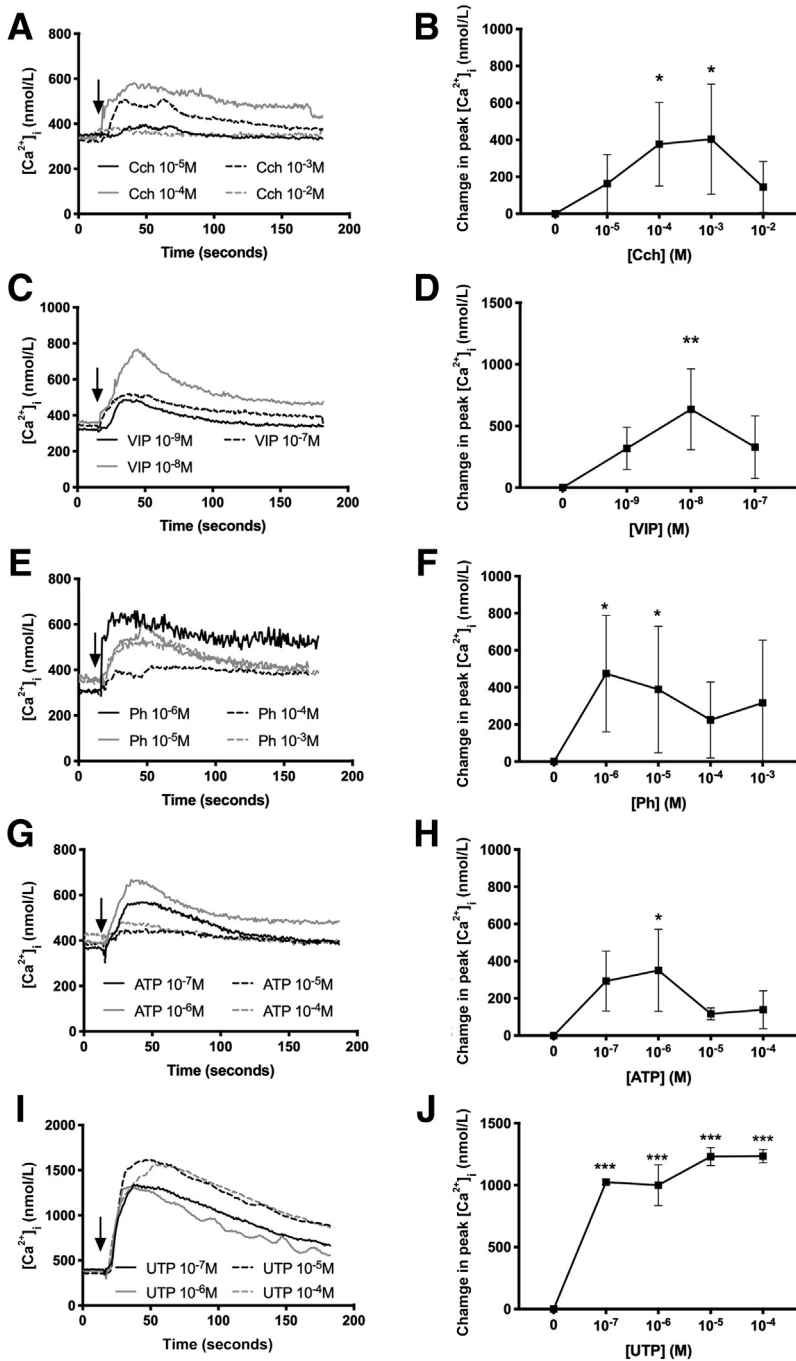 A
[Ca²⁺]ᵢ (nmol/L)
800
600
400
200
0
Cch 10⁻⁵M
Cch 10⁻³M
Cch 10⁻⁴M
Cch 10⁻²M
0
50
100
150
200
Time (seconds)
B
Chamge in peak [Ca²⁺]ᵢ (nmol/L)
1000
800
600
400
200
0
*
*
0
10⁻⁵
10⁻⁴
10⁻³
10⁻²
[Cch] (M)
C
[Ca²⁺]ᵢ (nmol/L)
1000
800
600
400
200
0
VIP 10⁻⁹M
VIP 10⁻⁷M
VIP 10⁻⁸M
0
50
100
150
200
Time (seconds)
D
Chamge in peak [Ca²⁺]ᵢ (nmol/L)
1500
1000
500
0
**
0
10⁻⁹
10⁻⁸
10⁻⁷
[VIP] (M)
E
[Ca²⁺]ᵢ (nmol/L)
800
600
400
200
0
Ph 10⁻⁶M
Ph 10⁻⁴M
Ph 10⁻⁵M
Ph 10⁻³M
0
50
100
150
200
Time (seconds)
F
Chamge in peak [Ca²⁺]ᵢ (nmol/L)
1000
800
600
400
200
0
*
*
0
10⁻⁶
10⁻⁵
10⁻⁴
10⁻³
[Ph] (M)
G
[Ca²⁺]ᵢ (nmol/L)
800
600
400
200
0
ATP 10⁻⁷M
ATP 10⁻⁵M
ATP 10⁻⁶M
ATP 10⁻⁴M
0
50
100
150
200
Time (seconds)
H
Chamge in peak [Ca²⁺]ᵢ (nmol/L)
1000
800
600
400
200
0
*
0
10⁻⁷
10⁻⁶
10⁻⁵
10⁻⁴
[ATP] (M)
I
[Ca²⁺]ᵢ (nmol/L)
2000
1500
1000
500
0
UTP 10⁻⁷M
UTP 10⁻⁵M
UTP 10⁻⁶M
UTP 10⁻⁴M
0
50
100
150
200
Time (seconds)
J
Chamge in peak [Ca²⁺]ᵢ (nmol/L)
1500
1000
500
0
***
***
***
***
0
10⁻⁷
10⁻⁶
10⁻⁵
10⁻⁴
[UTP] (M)